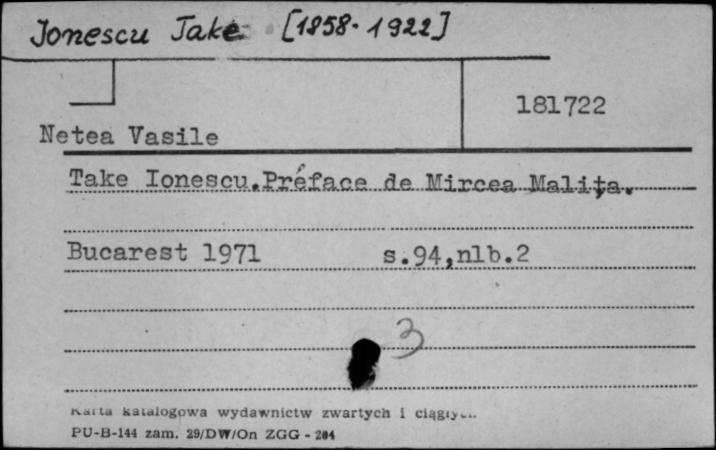 Jonescu Take [1858-1922]
181722
Netea Vasile
Take Ionescu.Préface de Mircea Malița.
Bucarest 1971 s.94,nlb.2
3
Karta katalogowa wydawnictw zwartych i ciągłych
PU-B-144 zam. 29/DW/On ZGG - 204